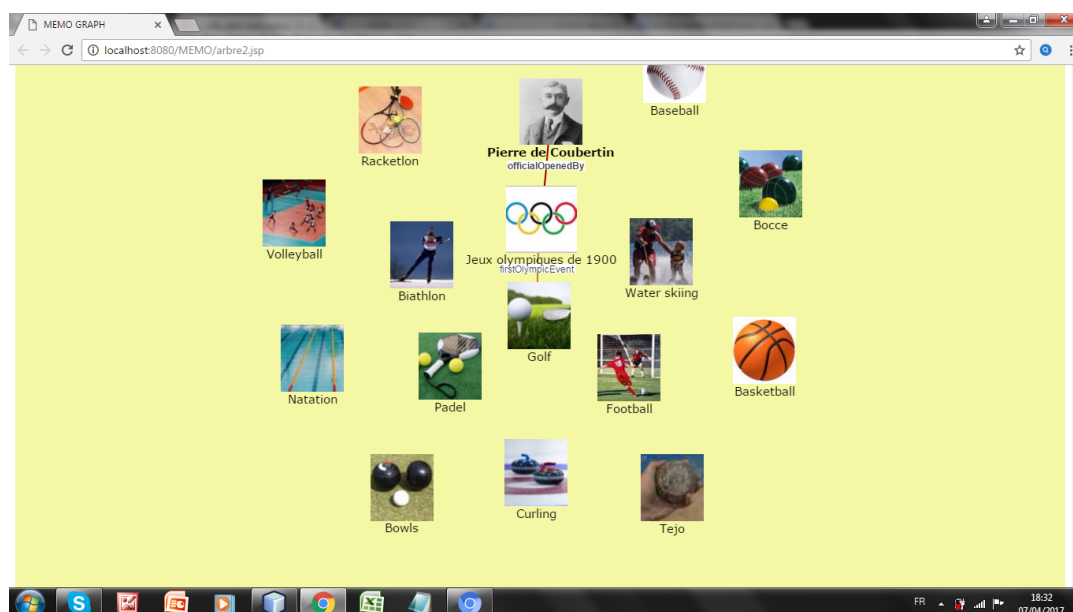 MEMO GRAPH
localhost:8080/MEMO/arbre2.jsp
Baseball
Racketlon
Pierre de Coubertin
officialOpenedBy
Bocce
Volleyball
Jeux olympiques de 1900
firstOlympicEvent
Biathlon
Water skiing
Golf
Natation
Padel
Football
Basketball
Bowls
Curling
Tejo
FR
18:32
07/04/2017